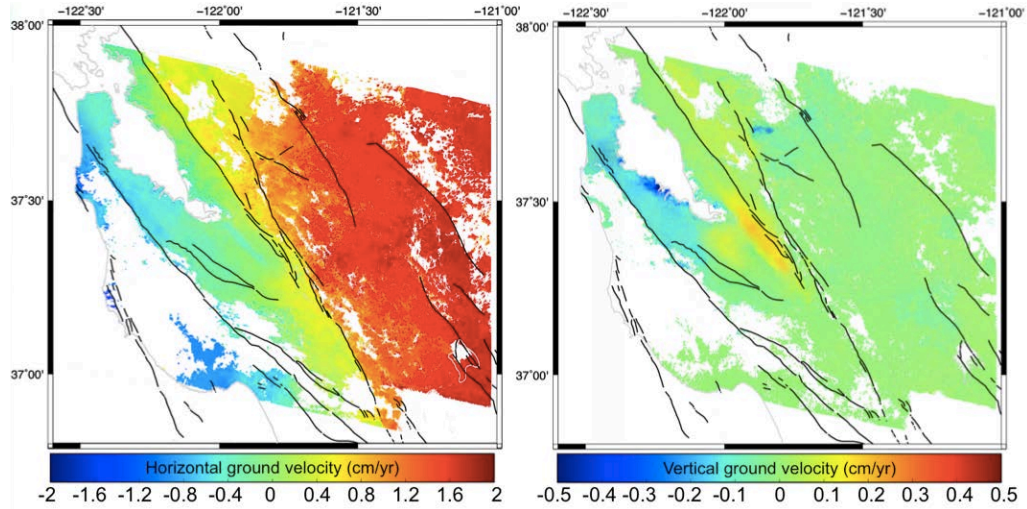 −122˚30' −122˚00' −121˚30' −121˚00'
38˚00'
37˚30'
37˚00'
Horizontal ground velocity (cm/yr)
-2 -1.6 -1.2 -0.8 -0.4 0 0.4 0.8 1.2 1.6 2
−122˚30' −122˚00' −121˚30' −121˚00'
38˚00'
37˚30'
37˚00'
Vertical ground velocity (cm/yr)
-0.5 -0.4 -0.3 -0.2 -0.1 0 0.1 0.2 0.3 0.4 0.5